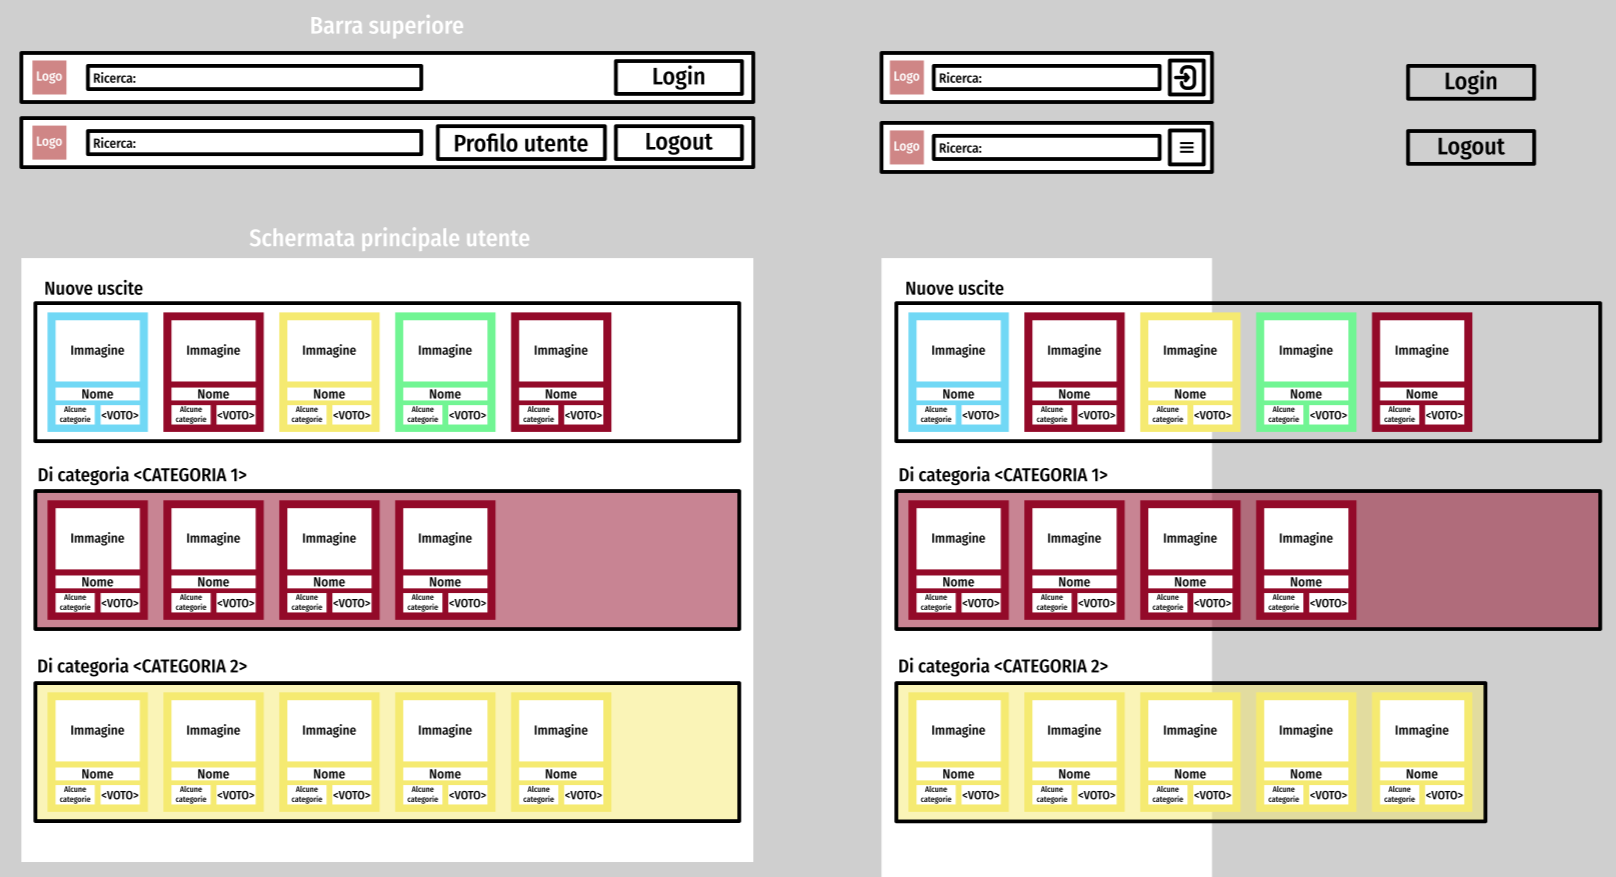 Barra superiore
Logo Ricerca: Login
Logo Ricerca: Login
Logo Ricerca: Profilo utente Logout
Logo Ricerca: Logout
Schermata principale utente
Nuove uscite
Immagine Immagine Immagine Immagine Immagine
Nome Nome Nome Nome Nome
Alcune categorie <VOTO> Alcune categorie <VOTO> Alcune categorie <VOTO> Alcune categorie <VOTO> Alcune categorie <VOTO>
Di categoria <CATEGORIA 1>
Immagine Immagine Immagine Immagine
Nome Nome Nome Nome
Alcune categorie <VOTO> Alcune categorie <VOTO> Alcune categorie <VOTO> Alcune categorie <VOTO>
Di categoria <CATEGORIA 2>
Immagine Immagine Immagine Immagine Immagine
Nome Nome Nome Nome Nome
Alcune categorie <VOTO> Alcune categorie <VOTO> Alcune categorie <VOTO> Alcune categorie <VOTO> Alcune categorie <VOTO>
Nuove uscite
Immagine Immagine Immagine Immagine Immagine
Nome Nome Nome Nome Nome
Alcune categorie <VOTO> Alcune categorie <VOTO> Alcune categorie <VOTO> Alcune categorie <VOTO> Alcune categorie <VOTO>
Di categoria <CATEGORIA 1>
Immagine Immagine Immagine Immagine
Nome Nome Nome Nome
Alcune categorie <VOTO> Alcune categorie <VOTO> Alcune categorie <VOTO> Alcune categorie <VOTO>
Di categoria <CATEGORIA 2>
Immagine Immagine Immagine Immagine Immagine
Nome Nome Nome Nome Nome
Alcune categorie <VOTO> Alcune categorie <VOTO> Alcune categorie <VOTO> Alcune categorie <VOTO> Alcune categorie <VOTO>